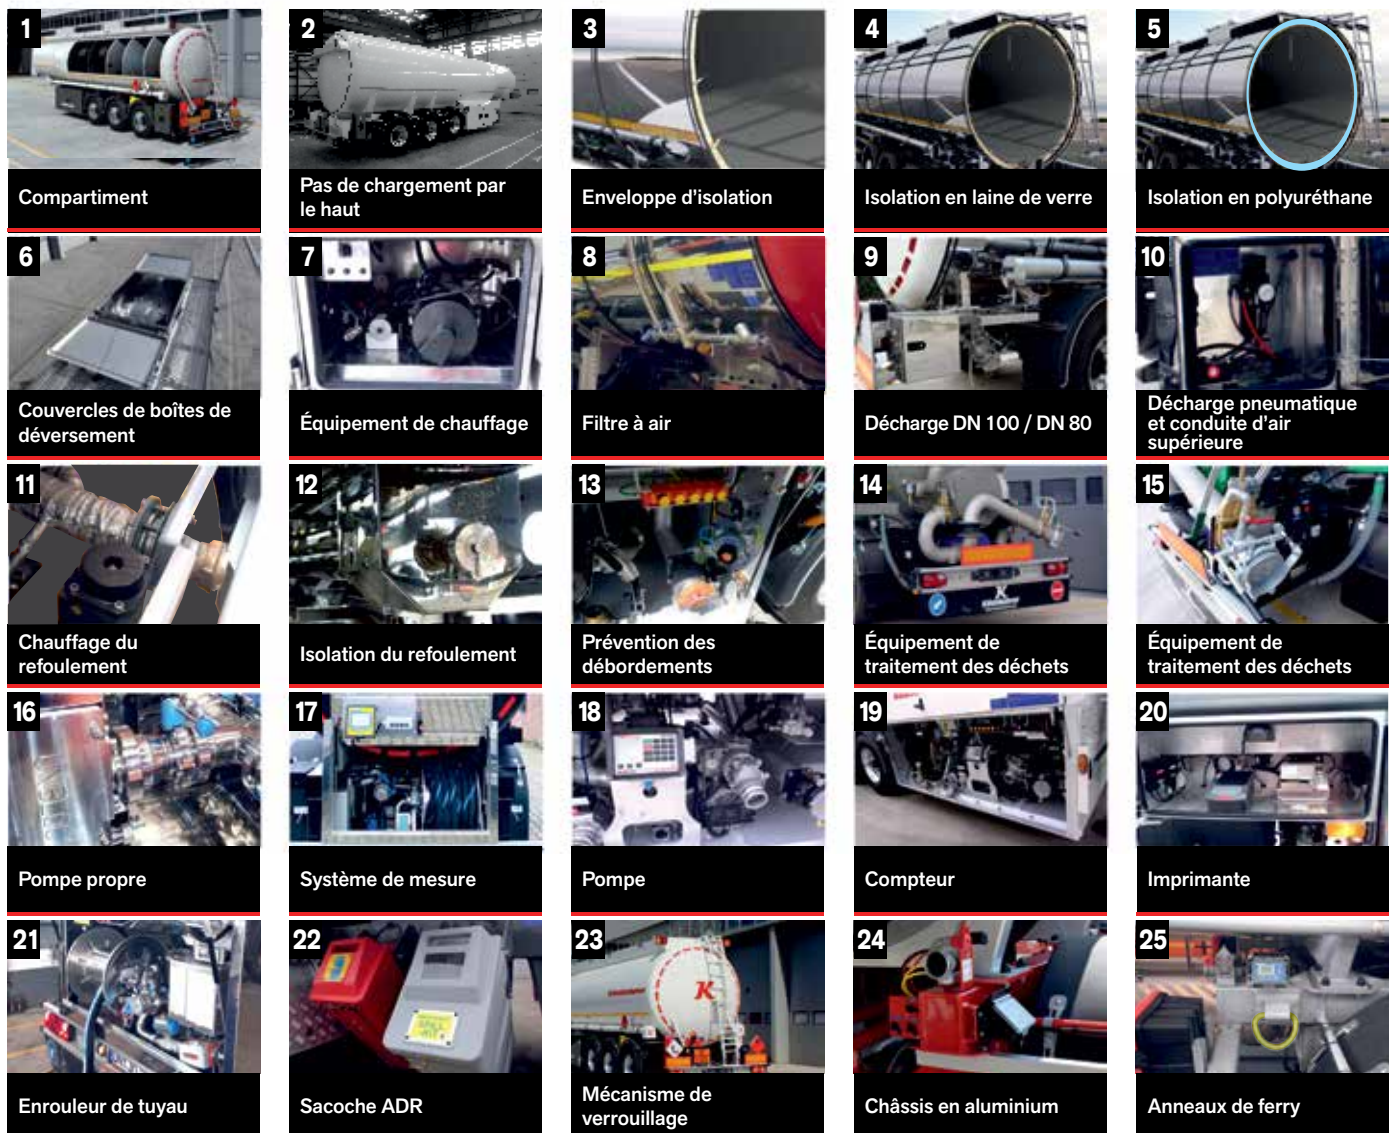 1
Compartiment
2
Pas de chargement par
le haut
3
Enveloppe d'isolation
4
Isolation en laine de verre
5
Isolation en polyuréthane
6
Couvercles de boîtes de
déversement
7
Équipement de chauffage
8
Filtre à air
9
Décharge DN 100 / DN 80
10
Décharge pneumatique
et conduite d'air
supérieure
11
Chauffage du
refoulement
12
Isolation du refoulement
13
Prévention des
débordements
14
Équipement de
traitement des déchets
15
Équipement de
traitement des déchets
16
Pompe propre
17
Système de mesure
18
Pompe
19
Compteur
20
Imprimante
21
Enrouleur de tuyau
22
SPILL
KIT
Sacoche ADR
23
K
Mécanisme de
verrouillage
24
Châssis en aluminium
25
Anneaux de ferry